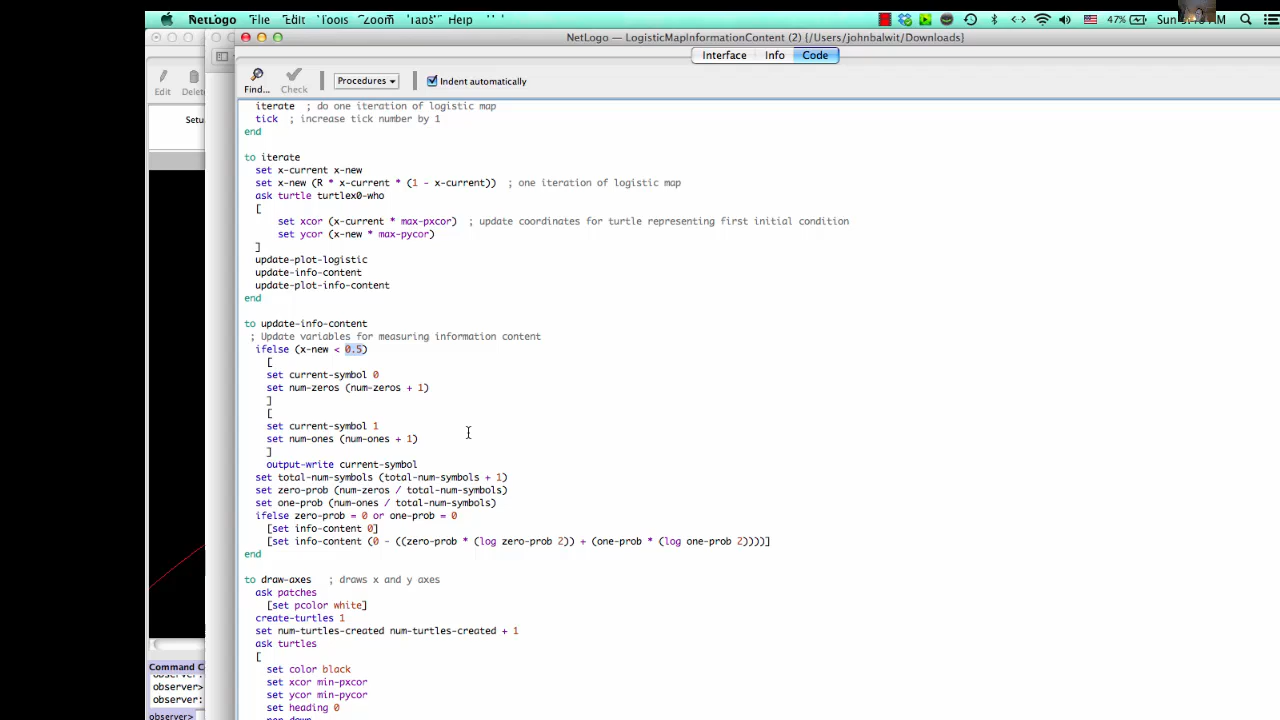 NetLogo File Edit Tools Zoom Tabs Help 47% Sun
NetLogo — LogisticMapInformationContent (2) {/Users/johnbalwit/Downloads}
Interface Info Code
Edit Delete
Find... Check Procedures Indent automatically
Setu
iterate ; do one iteration of logistic map
tick ; increase tick number by 1
end
to iterate
set x-current x-new
set x-new (R * x-current * (1 - x-current)) ; one iteration of logistic map
ask turtle turtlex0-who
[
set xcor (x-current * max-pxcor) ; update coordinates for turtle representing first initial condition
set ycor (x-new * max-pycor)
]
update-plot-logistic
update-info-content
update-plot-info-content
end
to update-info-content
; Update variables for measuring information content
ifelse (x-new < 0.5)
[
set current-symbol 0
set num-zeros (num-zeros + 1)
]
[
set current-symbol 1
set num-ones (num-ones + 1)
]
output-write current-symbol
set total-num-symbols (total-num-symbols + 1)
set zero-prob (num-zeros / total-num-symbols)
set one-prob (num-ones / total-num-symbols)
ifelse zero-prob = 0 or one-prob = 0
[set info-content 0]
[set info-content (0 - ((zero-prob * (log zero-prob 2)) + (one-prob * (log one-prob 2))))]
end
to draw-axes ; draws x and y axes
ask patches
[set pcolor white]
create-turtles 1
set num-turtles-created num-turtles-created + 1
ask turtles
[
set color black
set xcor min-pxcor
set ycor min-pycor
set heading 0
Command C
observer>
observer:
observer>